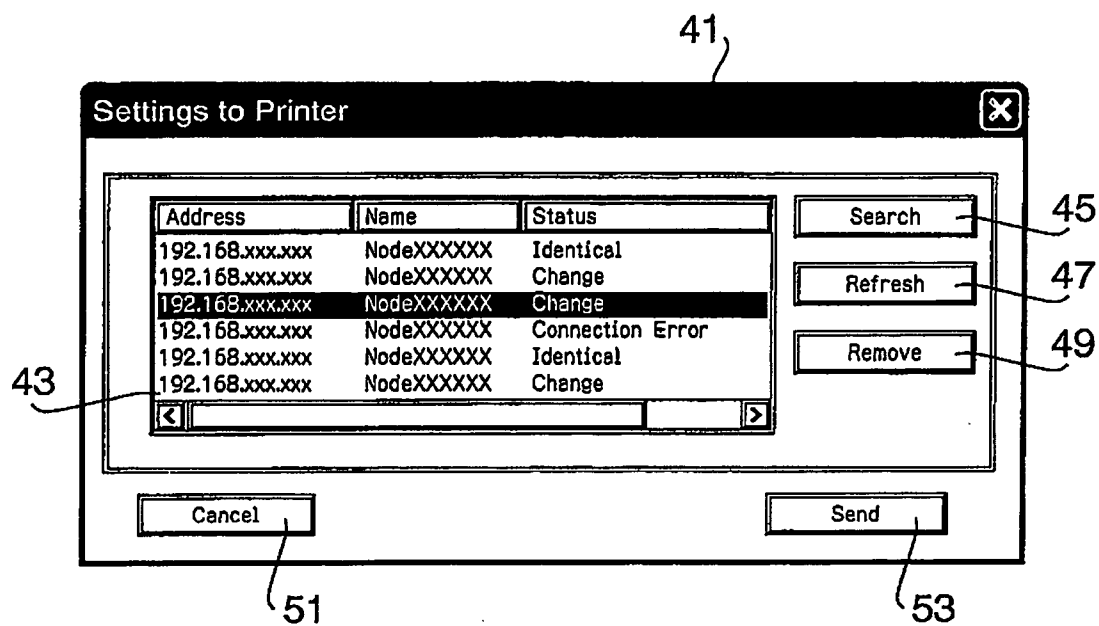 41
Settings to Printer
Address Name Status
192.168.xxx.xxx NodeXXXXXX Identical
192.168.xxx.xxx NodeXXXXXX Change
192.168.xxx.xxx NodeXXXXXX Change
192.168.xxx.xxx NodeXXXXXX Connection Error
192.168.xxx.xxx NodeXXXXXX Identical
192.168.xxx.xxx NodeXXXXXX Change
Search 45
Refresh 47
Remove 49
43
Cancel
Send
51
53